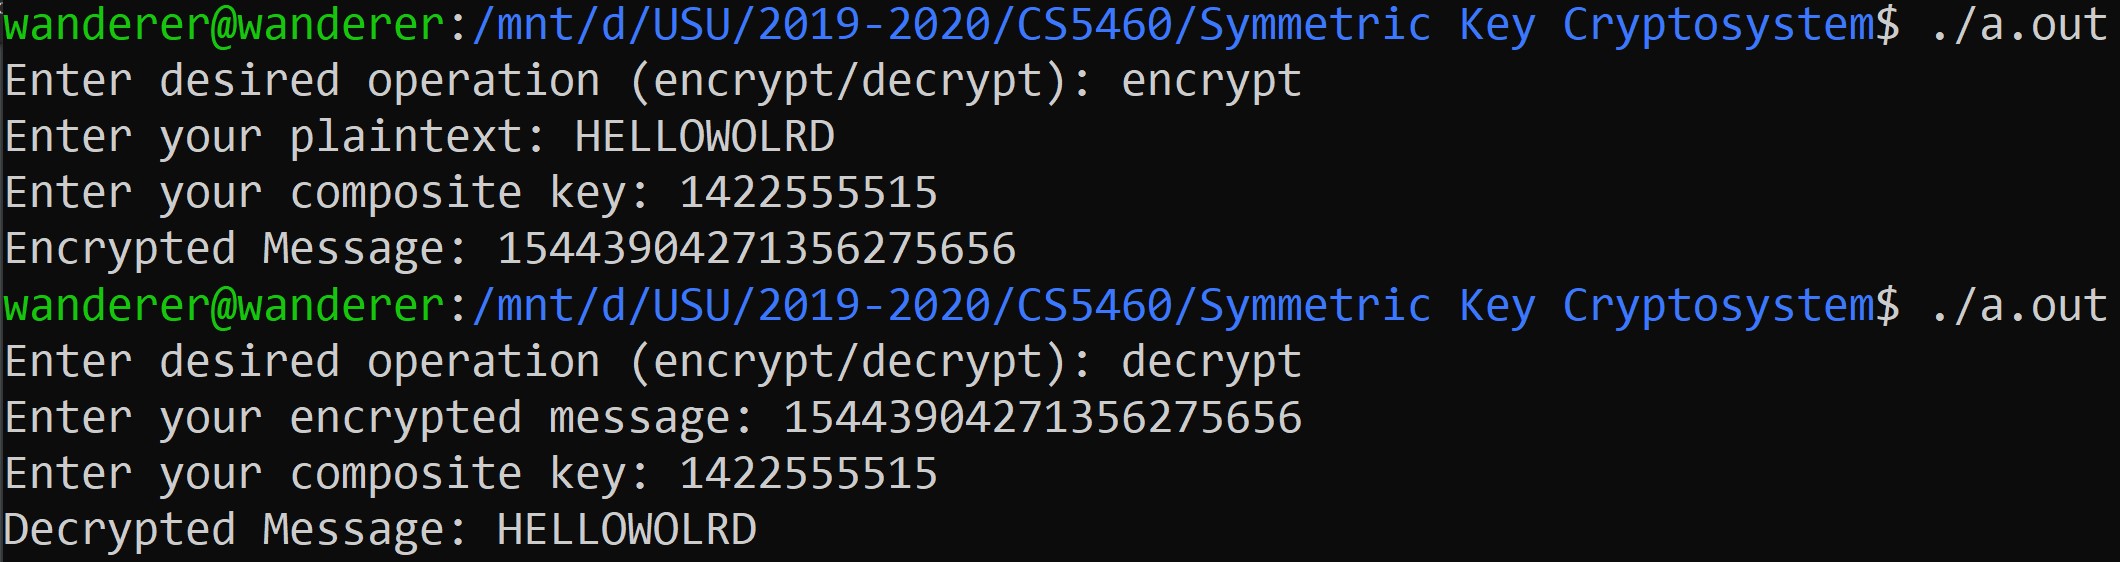 wanderer@wanderer:/mnt/d/USU/2019-2020/CS5460/Symmetric Key Cryptosystem$ ./a.out
Enter desired operation (encrypt/decrypt): encrypt
Enter your plaintext: HELLOWOLRD
Enter your composite key: 1422555515
Encrypted Message: 15443904271356275656
wanderer@wanderer:/mnt/d/USU/2019-2020/CS5460/Symmetric Key Cryptosystem$ ./a.out
Enter desired operation (encrypt/decrypt): decrypt
Enter your encrypted message: 15443904271356275656
Enter your composite key: 1422555515
Decrypted Message: HELLOWOLRD